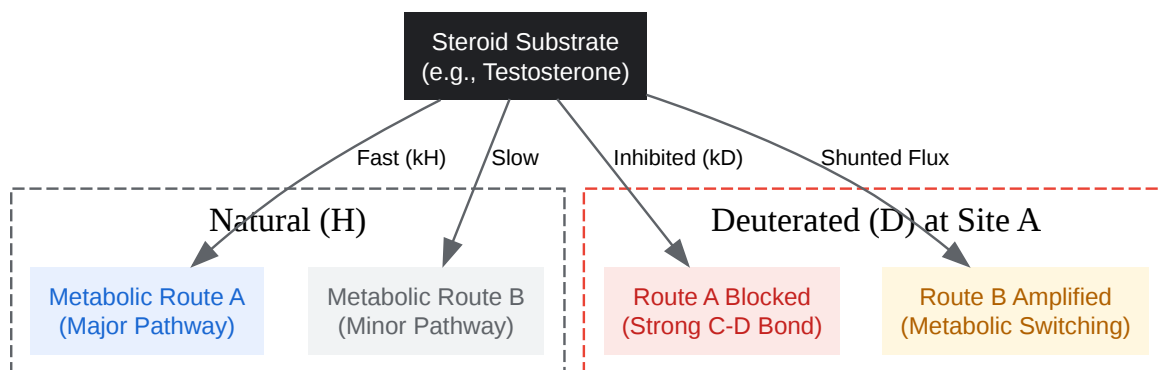 Steroid Substrate
(e.g., Testosterone)
Fast (kH)
Slow
Inhibited (kD)
Shunted Flux
Natural (H)
Deuterated (D) at Site A
Metabolic Route A
(Major Pathway)
Metabolic Route B
(Minor Pathway)
Route A Blocked
(Strong C-D Bond)
Route B Amplified
(Metabolic Switching)